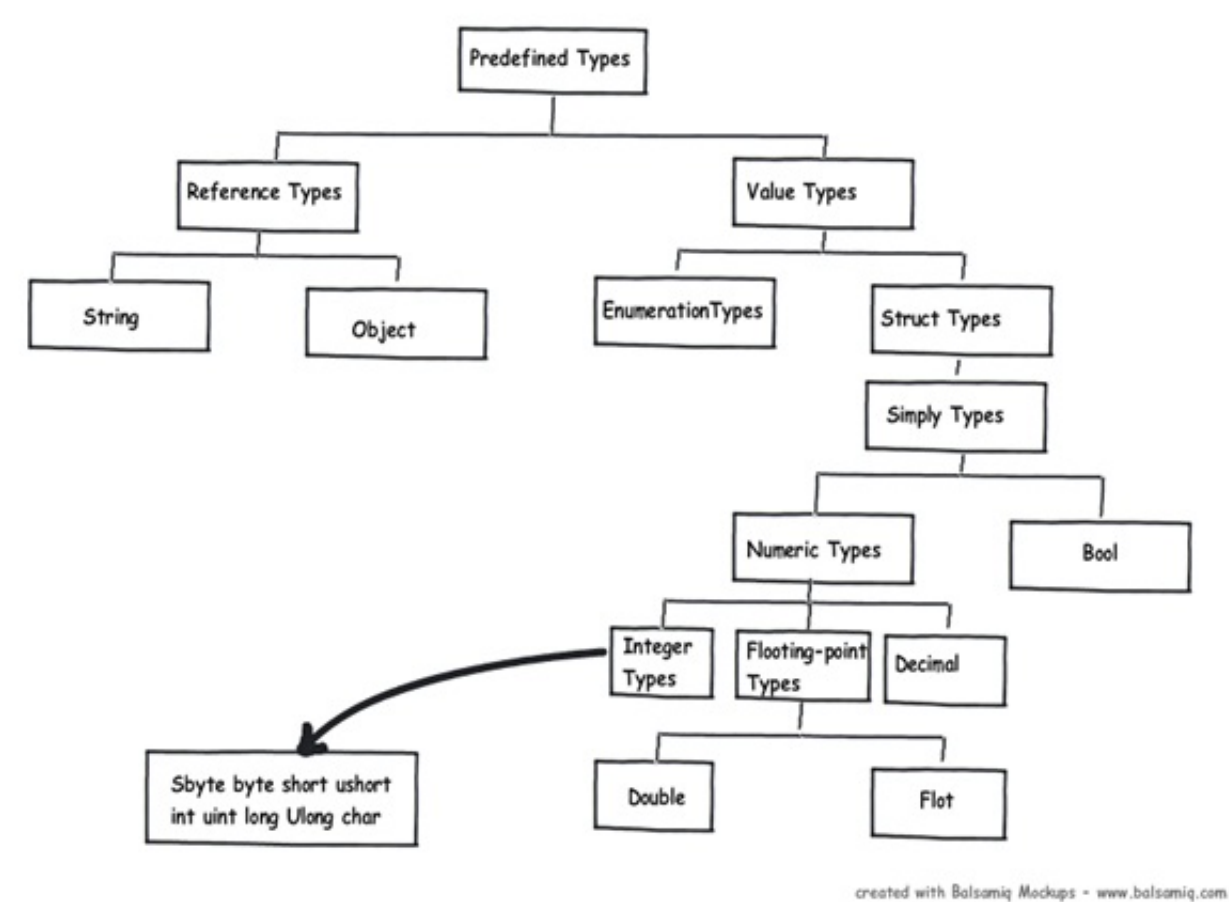 Predefined Types
Reference Types
Value Types
String
Object
EnumerationTypes
Struct Types
Simply Types
Numeric Types
Bool
Integer
Types
Flooting-point
Types
Decimal
Sbyte byte short ushort
int uint long Ulong char
Double
Flot
created with Balsamiq Mockups - www.balsamiq.com